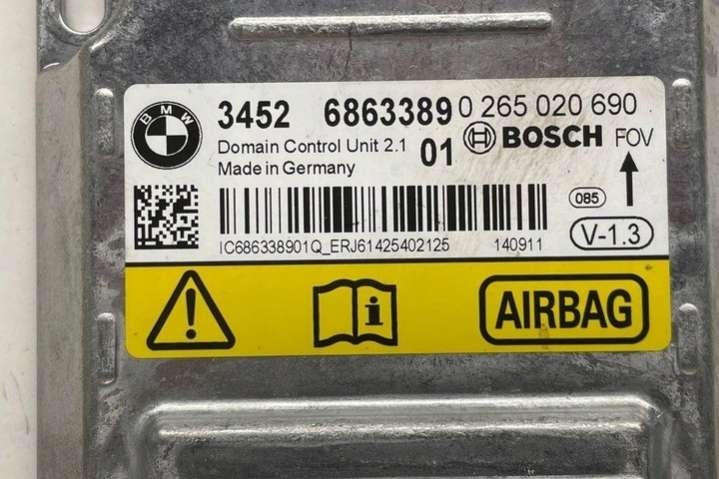 BMW
3452 6863389 0 265 020 690
Domain Control Unit 2.1 01 BOSCH FOV
Made in Germany
085
V-1.3
IC686338901Q_ERJ61425402125 140911
i
AIRBAG